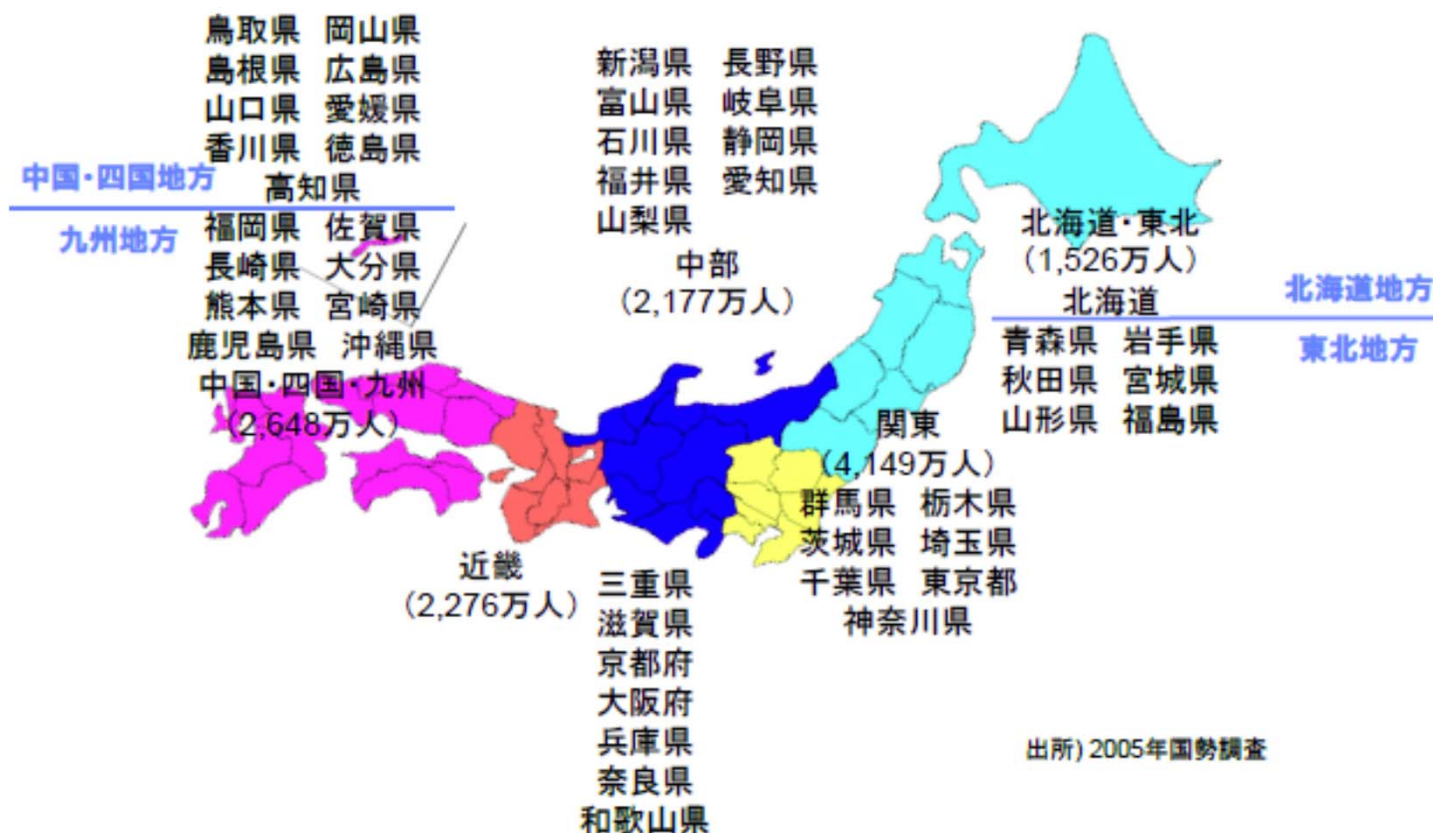 鳥取県 岡山県
島根県 広島県
山口県 愛媛県
香川県 徳島県
中国・四国地方
高知県
九州地方
福岡県 佐賀県
長崎県 大分県
熊本県 宮崎県
鹿児島県 沖縄県
中国・四国・九州
(2,648万人)
新潟県 長野県
富山県 岐阜県
石川県 静岡県
福井県 愛知県
山梨県
中部
(2,177万人)
北海道・東北
(1,526万人)
北海道
北海道地方
東北地方
青森県 岩手県
秋田県 宮城県
山形県 福島県
関東
(4,149万人)
群馬県 栃木県
茨城県 埼玉県
千葉県 東京都
神奈川県
近畿
(2,276万人)
三重県
滋賀県
京都府
大阪府
兵庫県
奈良県
和歌山県
出所) 2005年国勢調査